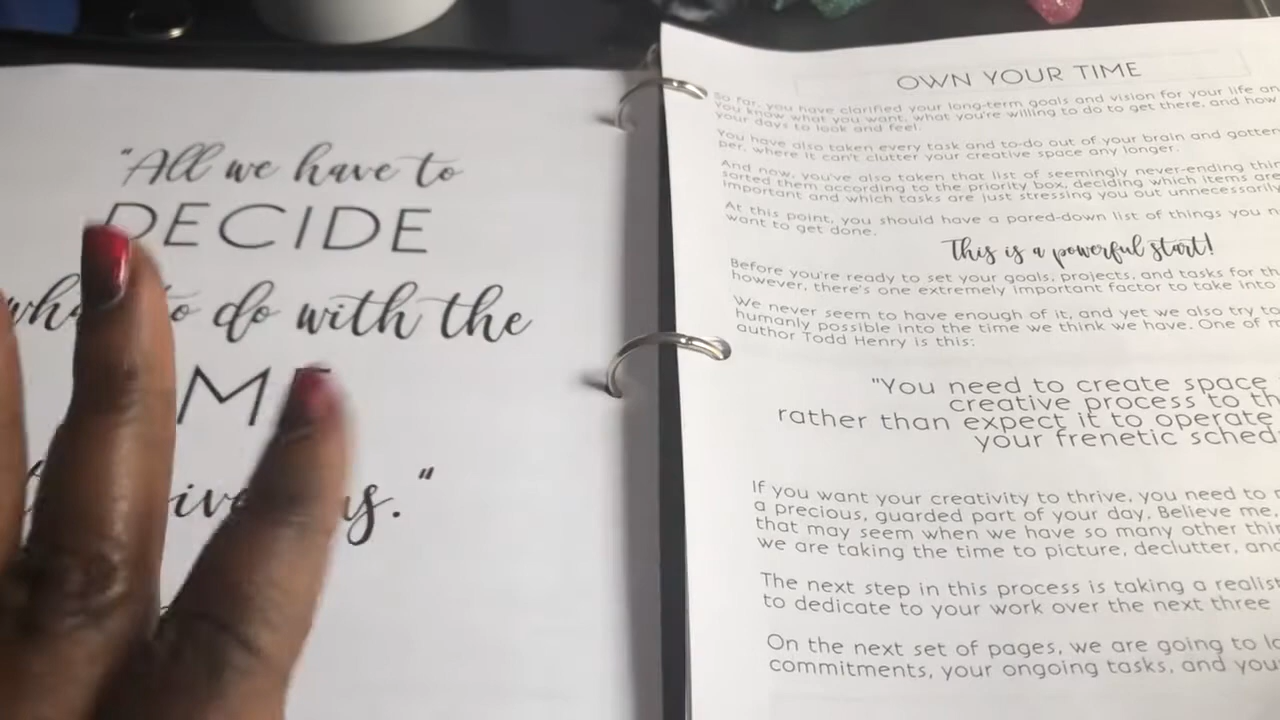 "All we have to
DECIDE
to do with the
us."
OWN YOUR TIME
So far, you have clarified your long-term goals and vision for your life
You know what you want, what you're willing to do to get there, and how
your days to look and feel.
You have also taken every task and to-do out of your brain and gotten
per, where it can't clutter your creative space any longer.
And now, you've also taken that list of seemingly never-ending
sorted them according to the priority box, deciding which items are
important and which tasks are just stressing you out unnecessarily
At this point, you should have a pared-down list of things you
want to get done.
This is a powerful start!
Before you're ready to set your goals, projects, and tasks for
however, there's one extremely important factor to take into
We never seem to have enough of it, and yet we also try to
humanly possible into the time we think we have. One of
author Todd Henry is this:
"You need to create space
creative process to
rather than expect it to operate
your frenetic
If you want your creativity to thrive, you need to
a precious, guarded part of your day. Believe me,
that may seem when we have so many other
we are taking the time to picture, declutter,
The next step in this process is taking a
to dedicate to your work over the next three
On the next set of pages, we are going to
commitments, your ongoing tasks, and